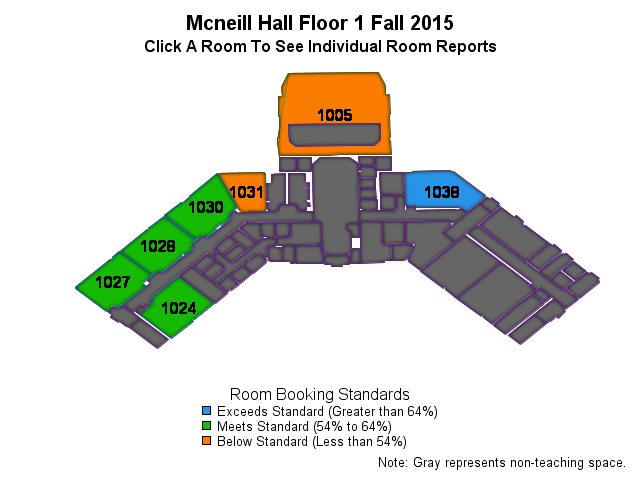 Mcneill Hall Floor 1 Fall 2015
Click A Room To See Individual Room Reports
1005
1031
1038
1030
1028
1027
1024
Room Booking Standards
Exceeds Standard (Greater than 64%)
Meets Standard (54% to 64%)
Below Standard (Less than 54%)
Note: Gray represents non-teaching space.